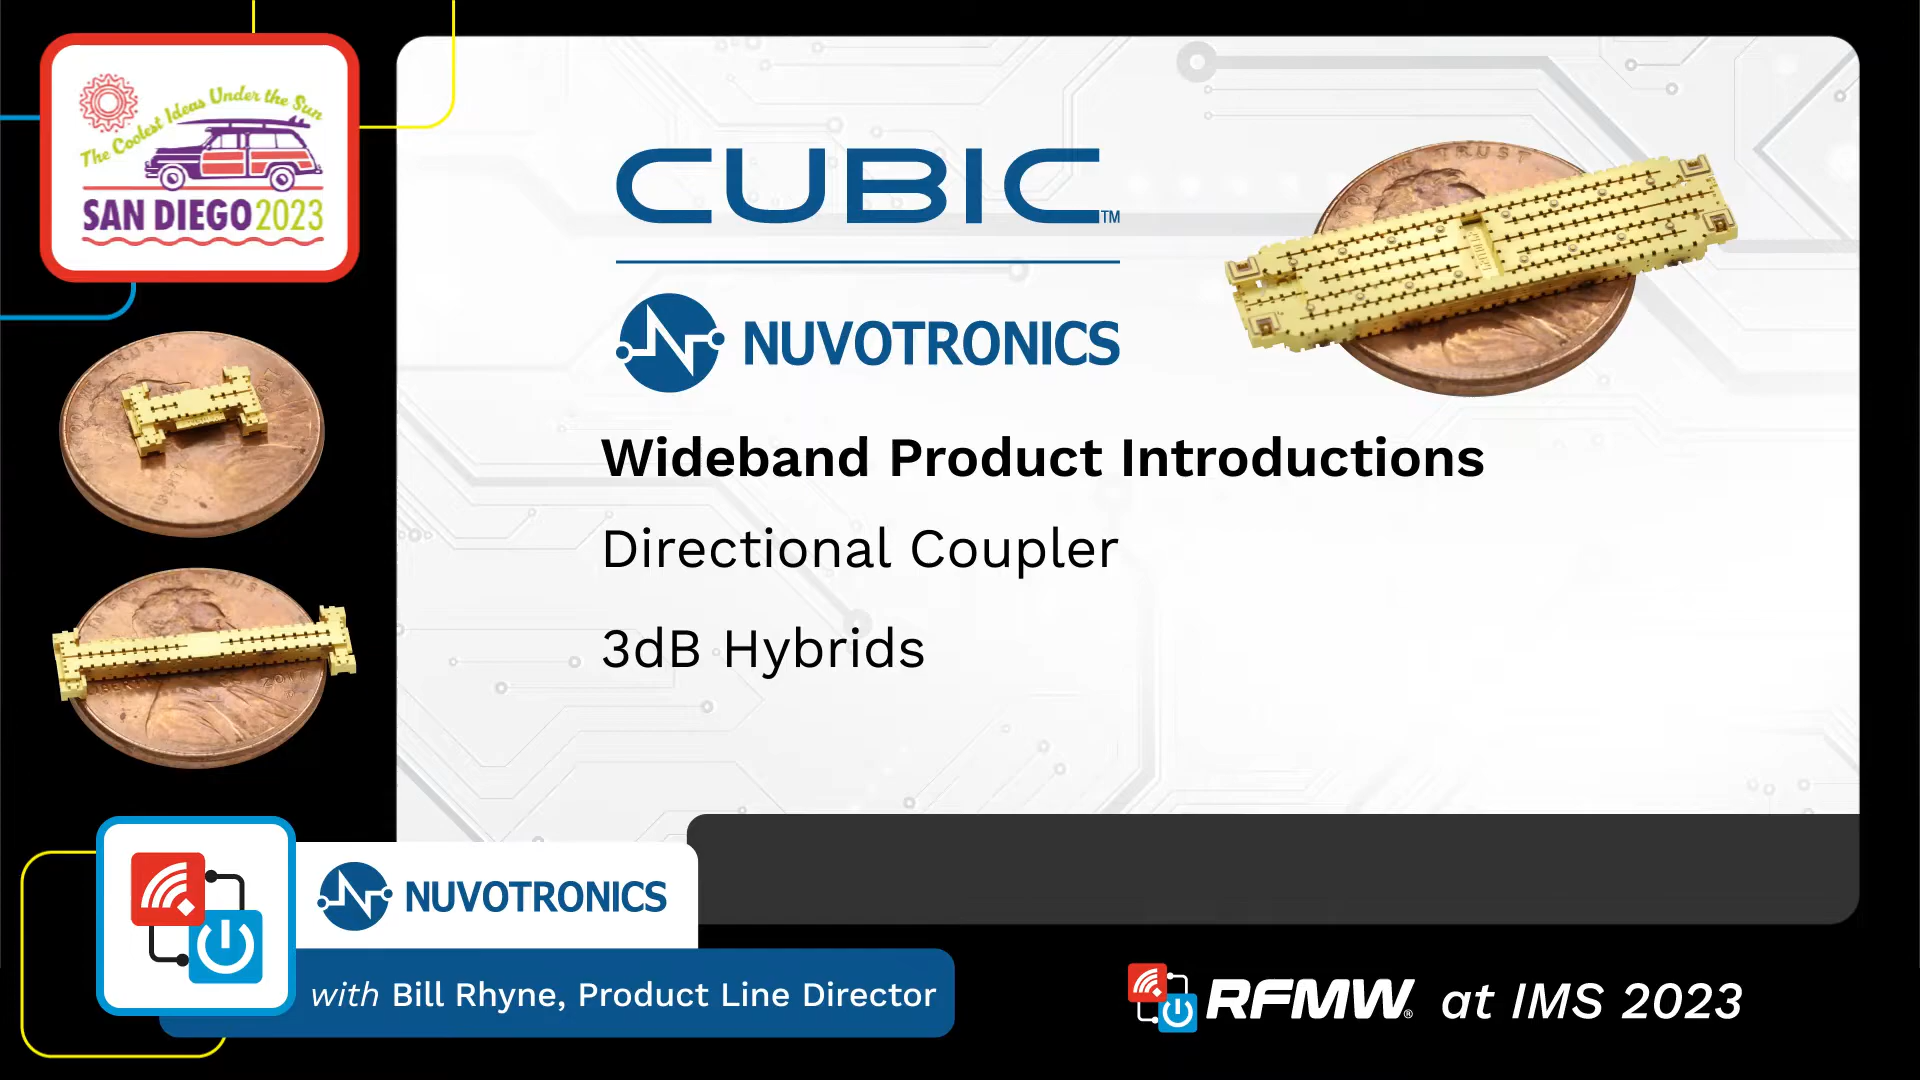 The Coolest Ideas Under the Sun
SAN DIEGO 2023
CUBIC™
NUVOTRONICS
Wideband Product Introductions
Directional Coupler
3dB Hybrids
NUVOTRONICS
with Bill Rhyne, Product Line Director
RFMW® at IMS 2023